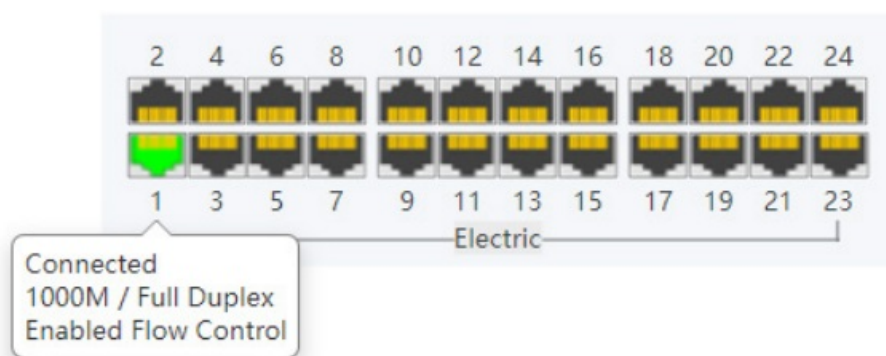 2 4 6 8 10 12 14 16 18 20 22 24
1 3 5 7 9 11 13 15 17 19 21 23
Electric
Connected
1000M / Full Duplex
Enabled Flow Control